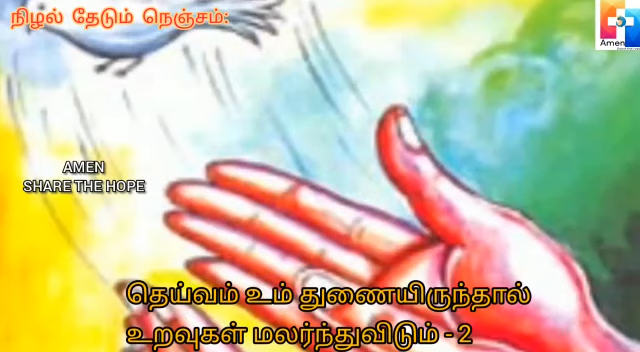 நிழல் தேடும் நெஞ்சம்:
Amen
AMEN
SHARE THE HOPE
தெய்வம் உம் துணையிருந்தால்
உறவுகள் மலர்ந்துவிடும் - 2